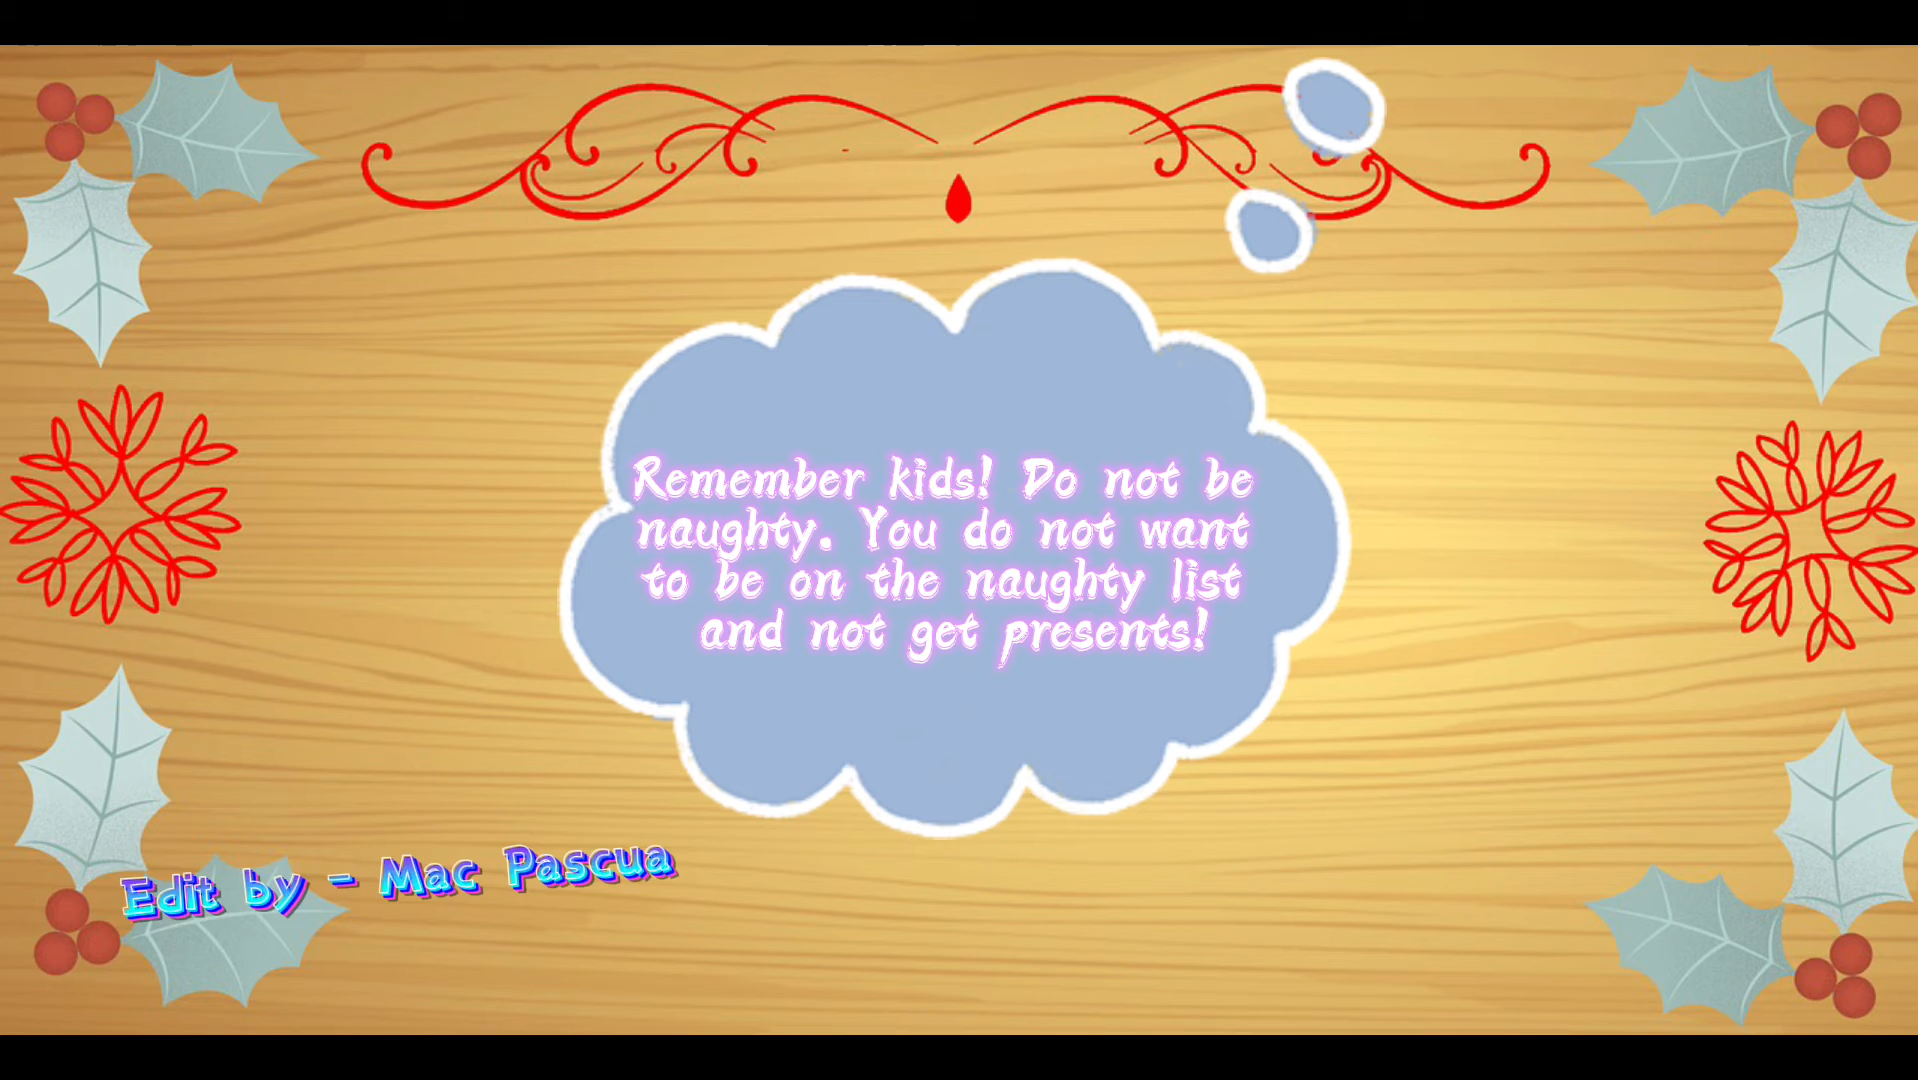 Remember kids! Do not be
naughty. You do not want
to be on the naughty list
and not get presents!
Edit by - Mac Pascua